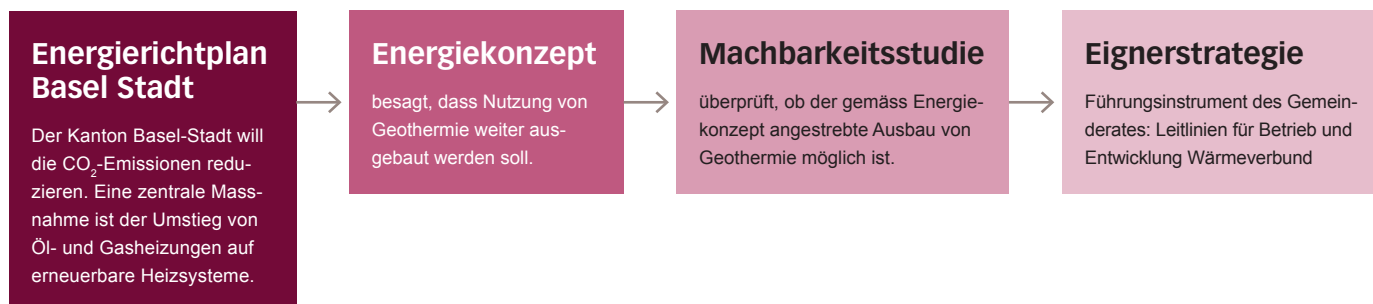 Energierichtplan
Basel Stadt
Der Kanton Basel-Stadt will
die CO₂-Emissionen redu-
zieren. Eine zentrale Mass-
nahme ist der Umstieg von
Öl- und Gasheizungen auf
erneuerbare Heizsysteme.
Energiekonzept
besagt, dass Nutzung von
Geothermie weiter aus-
gebaut werden soll.
Machbarkeitsstudie
überprüft, ob der gemäss Energie-
konzept angestrebte Ausbau von
Geothermie möglich ist.
Eignerstrategie
Führungsinstrument des Gemein-
derates: Leitlinien für Betrieb und
Entwicklung Wärmeverbund